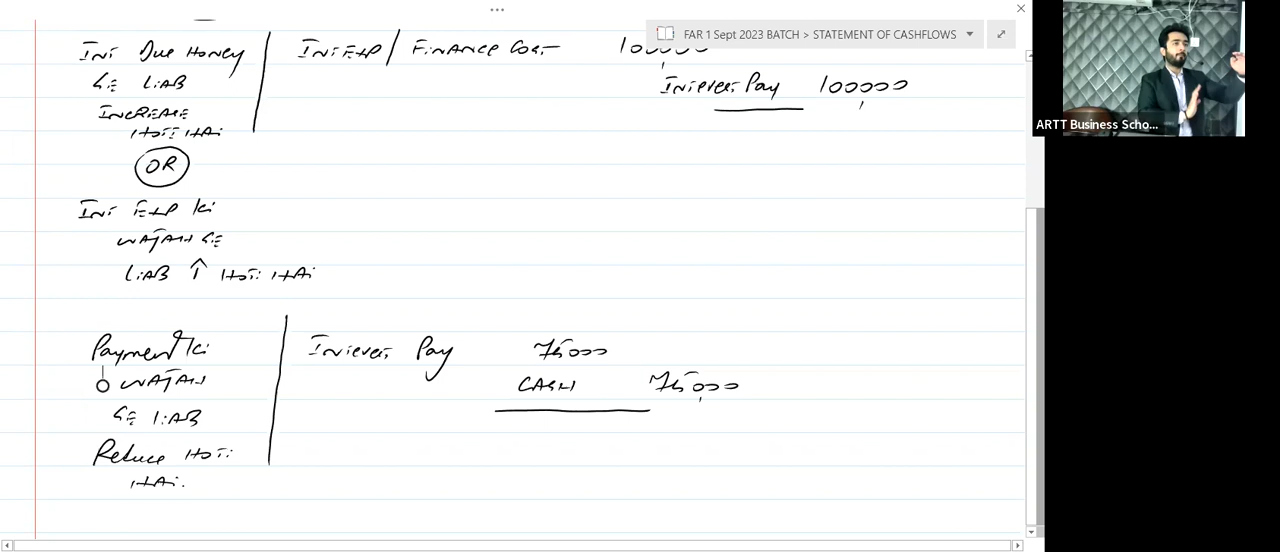 FAR 1 Sept 2023 BATCH > STATEMENT OF CASHFLOWS
ARTT Business Scho...
INT DUE HONEY
SE LIAB
INCREASE
HOTI HAI
INT EXP / FINANCE COST 100000
INTEREST PAY 100000
OR
INT EXP KI
WAJAH SE
LIAB ↑ HOTI HAI
Payment KI
WAJAH
SE LIAB
Reduce HOTI
HAI.
INTEREST PAY 75000
CASH 75000